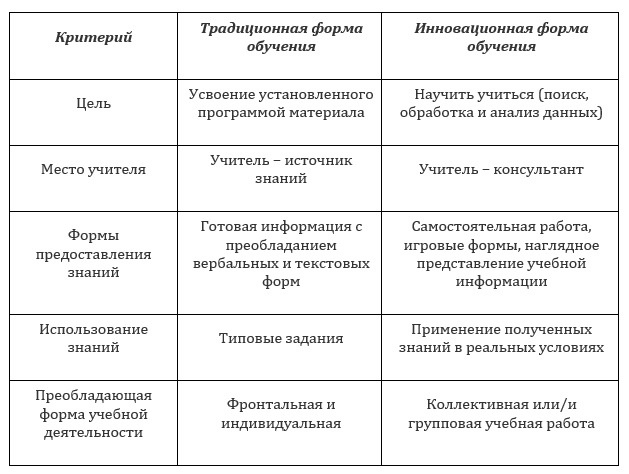 Критерий
Традиционная форма
обучения
Инновационная форма
обучения
Цель
Усвоение установленного
программой материала
Научить учиться (поиск,
обработка и анализ данных)
Место учителя
Учитель – источник
знаний
Учитель – консультант
Формы
предоставления
знаний
Готовая информация с
преобладанием
вербальных и текстовых
форм
Самостоятельная работа,
игровые формы, наглядное
представление учебной
информации
Использование
знаний
Типовые задания
Применение полученных
знаний в реальных условиях
Преобладающая
форма учебной
деятельности
Фронтальная и
индивидуальная
Коллективная или/и
групповая учебная работа